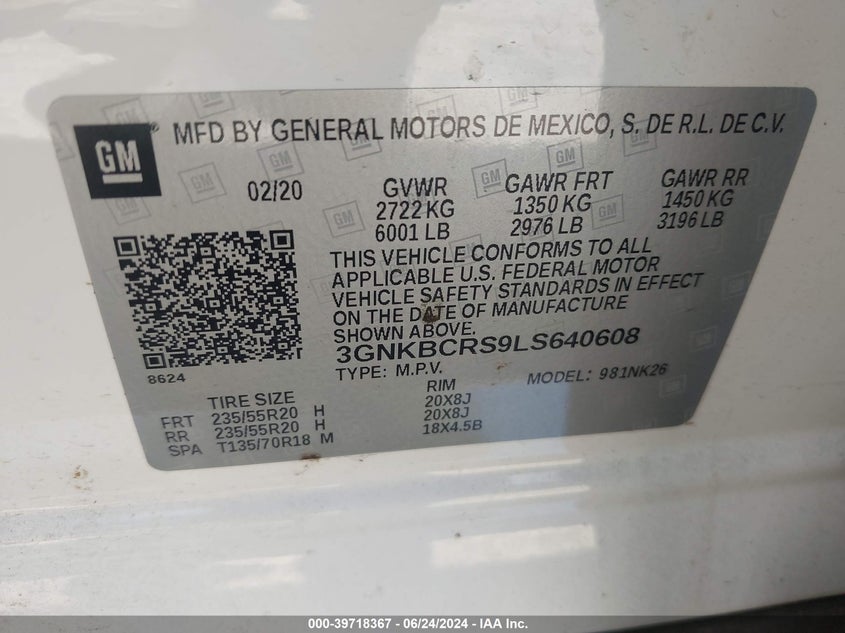 GM
MFD BY GENERAL MOTORS DE MEXICO, S. DE R.L. DE C.V.
02/20 GVWR GAWR FRT GAWR RR
2722 KG 1350 KG 1450 KG
6001 LB 2976 LB 3196 LB
THIS VEHICLE CONFORMS TO ALL
APPLICABLE U.S. FEDERAL MOTOR
VEHICLE SAFETY STANDARDS IN EFFECT
ON THE DATE OF MANUFACTURE
SHOWN ABOVE.
3GNKBCRS9LS640608
8624
TYPE: M.P.V. MODEL: 981NK26
TIRE SIZE RIM
FRT 235/55R20 H 20X8J
RR 235/55R20 H 20X8J
SPA T135/70R18 M 18X4.5B
000-39718367 - 06/24/2024 - IAA Inc.